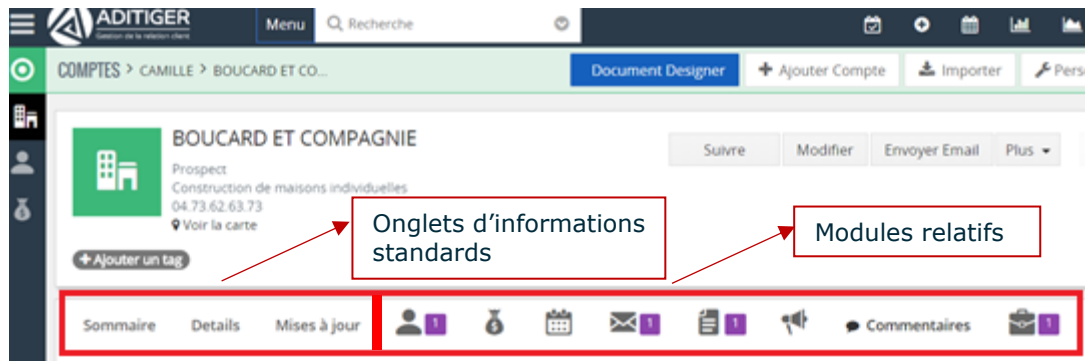 ADITIGER
Gestion de la relation client
Menu
Recherche
COMPTES > CAMILLE > BOUCARD ET CO...
Document Designer
+ Ajouter Compte
Importer
Pers
BOUCARD ET COMPAGNIE
Prospect
Construction de maisons individuelles
04.73.62.63.73
Voir la carte
+ Ajouter un tag
Suivre
Modifier
Envoyer Email
Plus
Onglets d’informations
standards
Modules relatifs
Sommaire
Details
Mises à jour
1
1
1
Commentaires
1